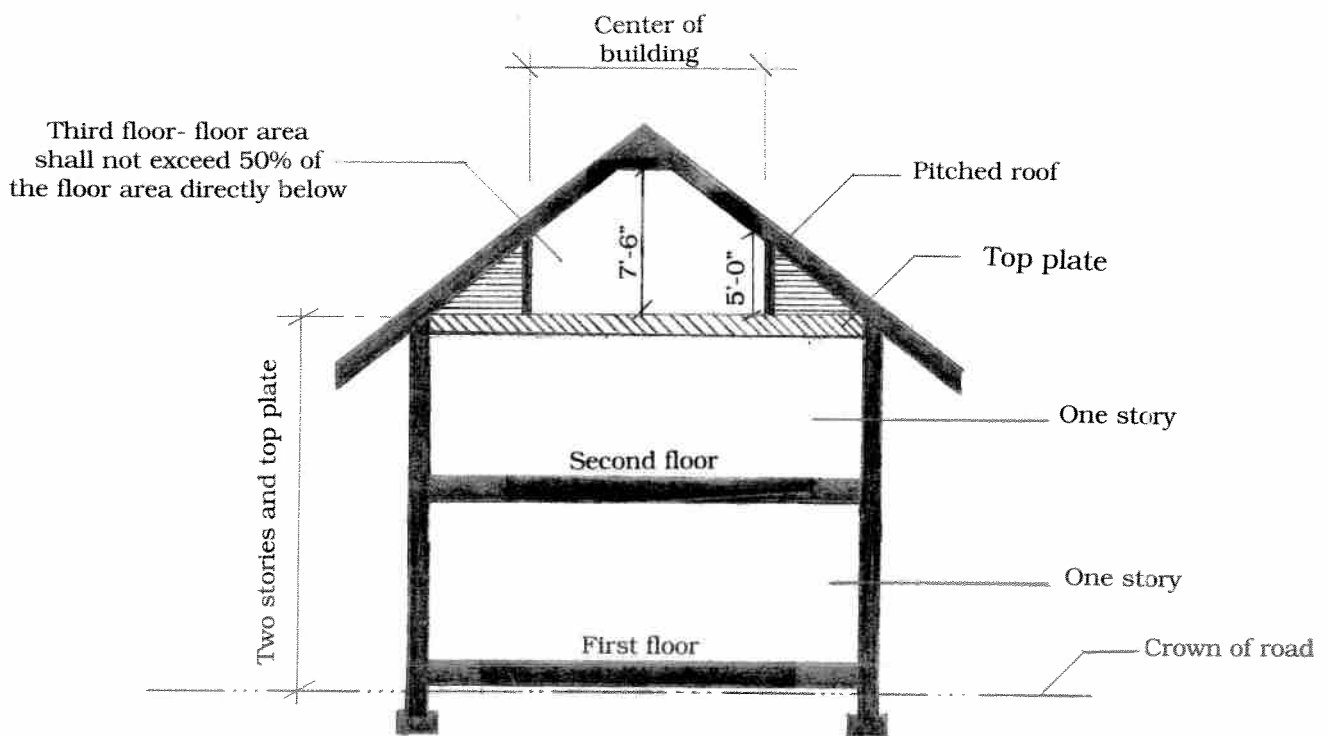 Center of
building
Third floor- floor area
shall not exceed 50% of
the floor area directly below
Pitched roof
7'-6"
5'-0"
Top plate
Two stories and top plate
One story
Second floor
One story
First floor
Crown of road